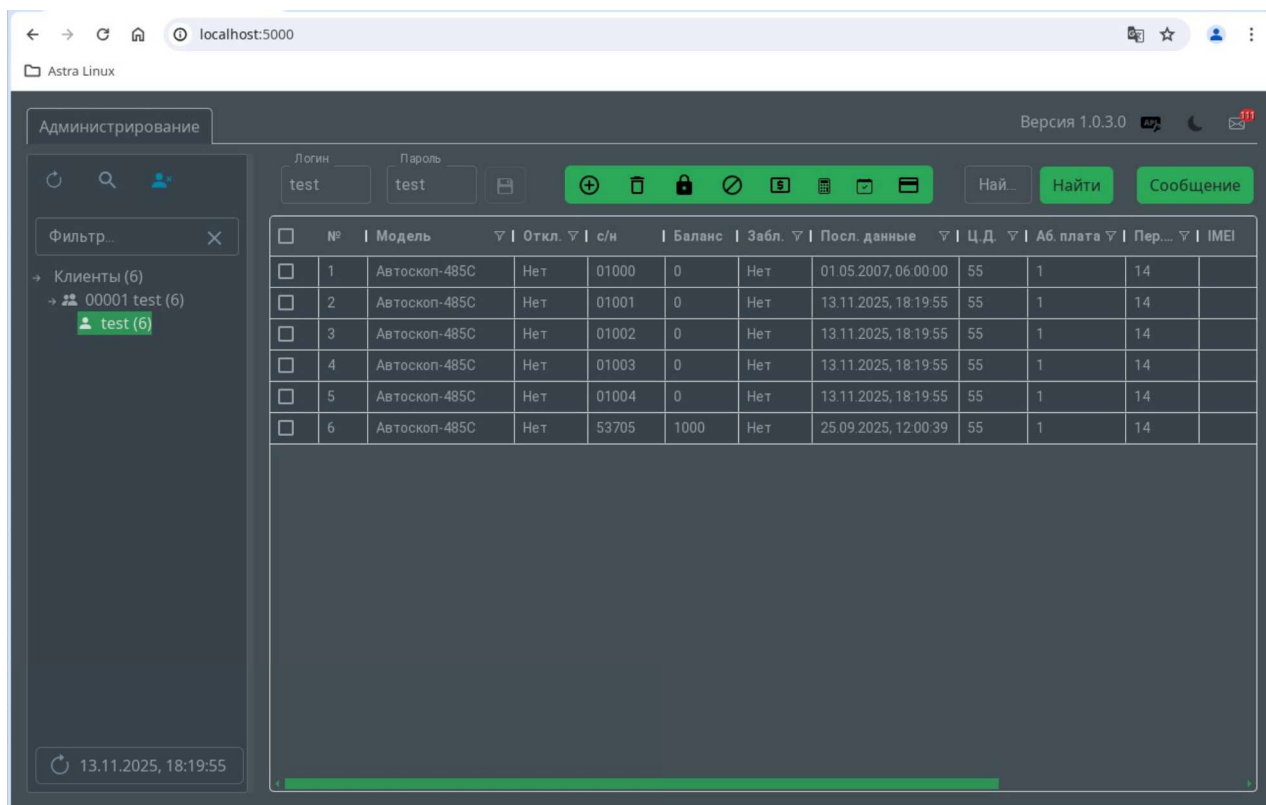 localhost:5000
Astra Linux
Администрирование
Версия 1.0.3.0 API 111
Логин Пароль
test test Най... Найти Сообщение
Фильтр...
№ Модель Откл. с/н Баланс Забл. Посл. данные Ц.Д. Аб. плата Пер.... IMEI
Клиенты (6)
00001 test (6)
test (6)
1 Автоскоп-485С Нет 01000 0 Нет 01.05.2007, 06:00:00 55 1 14
2 Автоскоп-485С Нет 01001 0 Нет 13.11.2025, 18:19:55 55 1 14
3 Автоскоп-485С Нет 01002 0 Нет 13.11.2025, 18:19:55 55 1 14
4 Автоскоп-485С Нет 01003 0 Нет 13.11.2025, 18:19:55 55 1 14
5 Автоскоп-485С Нет 01004 0 Нет 13.11.2025, 18:19:55 55 1 14
6 Автоскоп-485С Нет 53705 1000 Нет 25.09.2025, 12:00:39 55 1 14
13.11.2025, 18:19:55